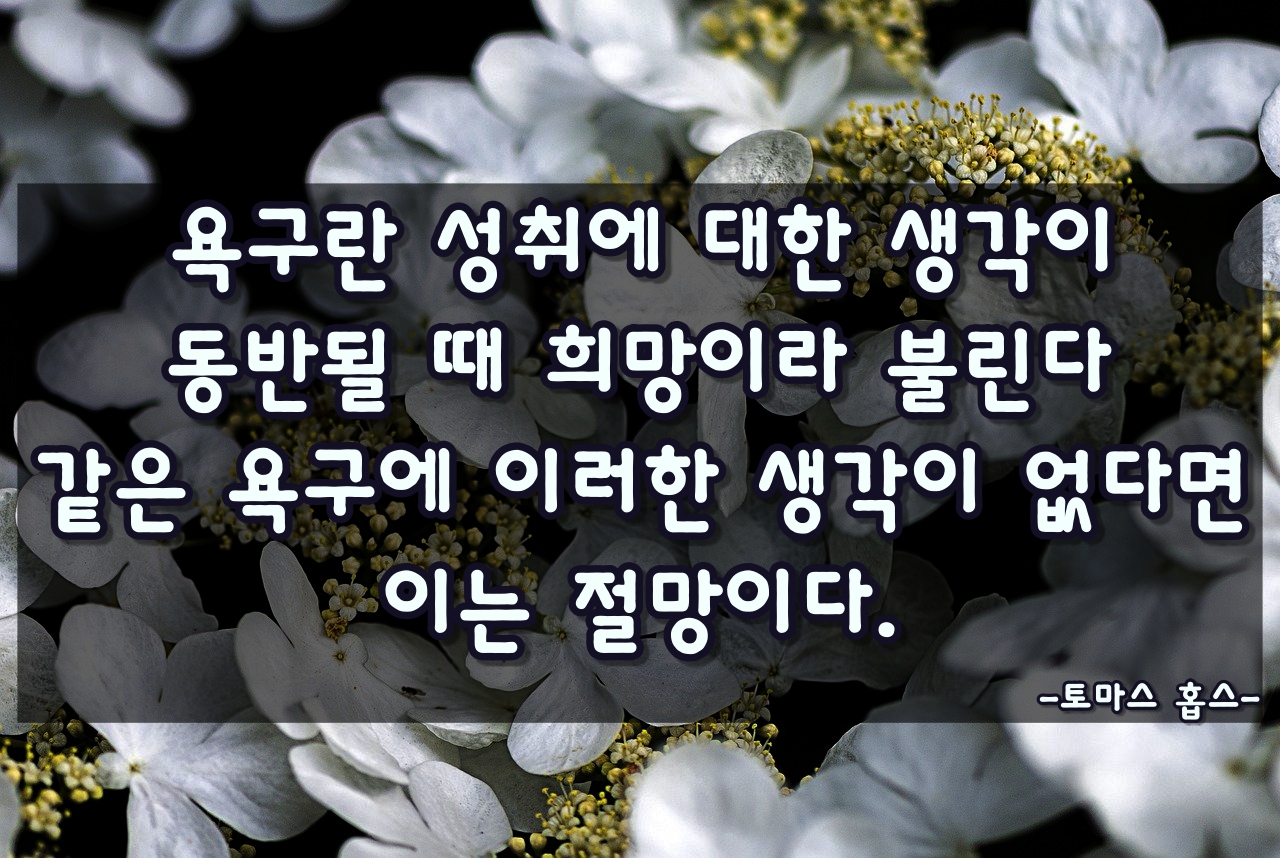 욕구란 성취에 대한 생각이
동반될 때 희망이라 불린다
같은 욕구에 이러한 생각이 없다면
이는 절망이다.
-토마스 홉스-